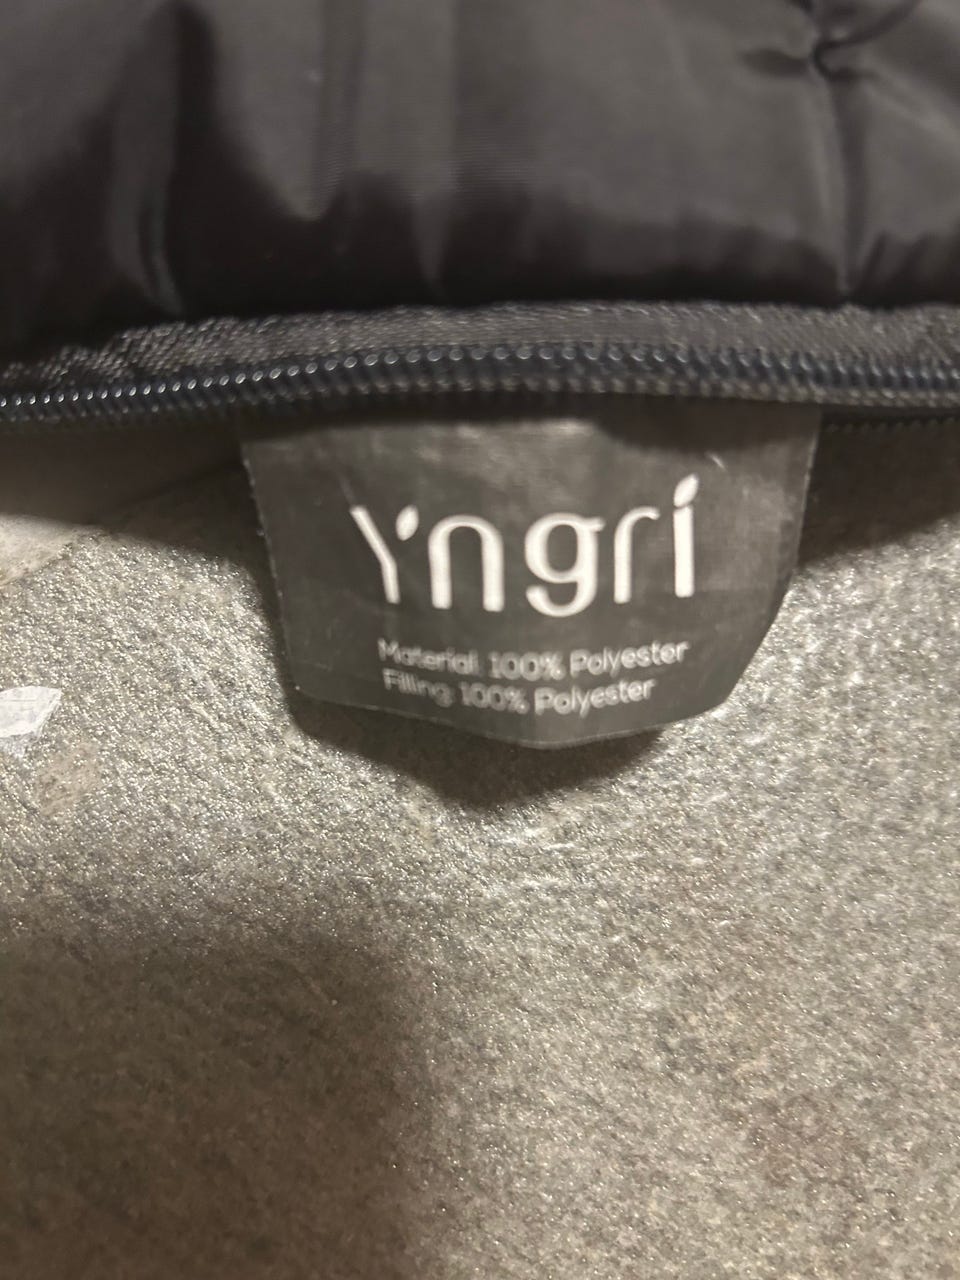 Yngri
Material: 100% Polyester
Filling: 100% Polyester